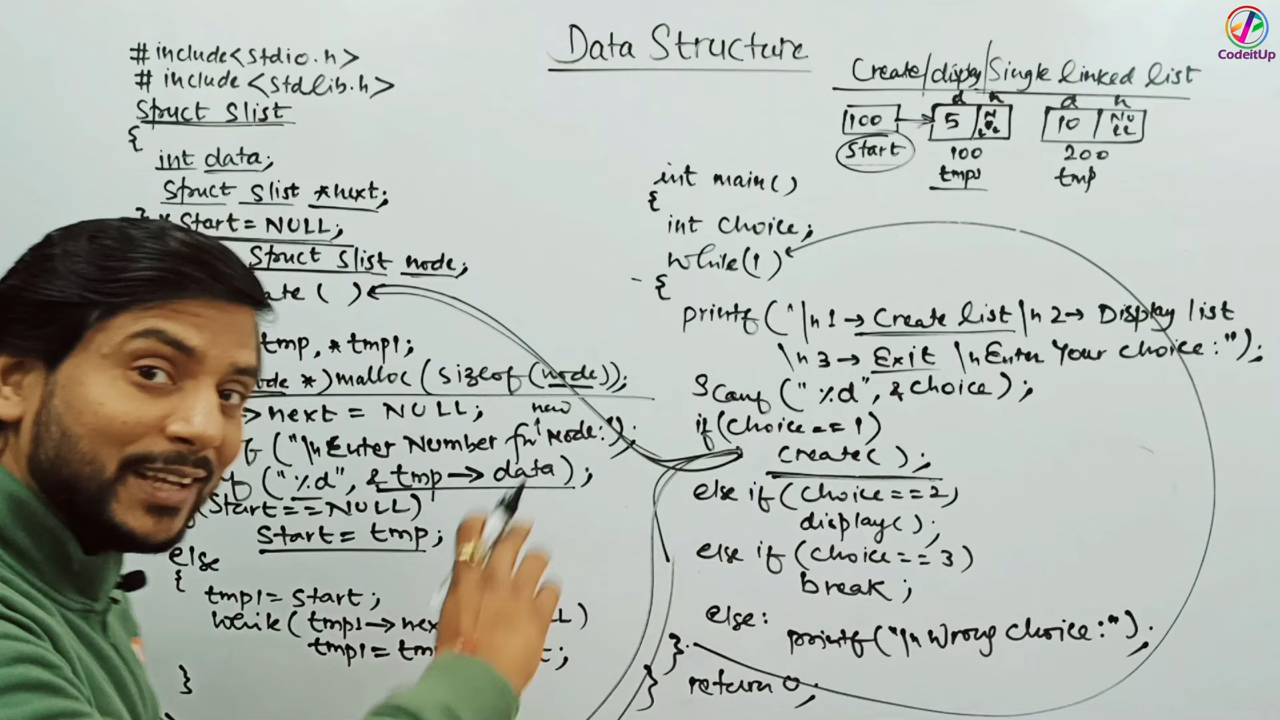 CodeitUp
Data Structure
#include<stdio.h>
#include<stdlib.h>
Struct Slist
{
int data;
Struct Slist *next;
} * Start = NULL;
Struct Slist node;
ate ( )
tmp, * tmp1;
node *) malloc (sizeof(node));
next = NULL;
new
("\nEnter Number for Node:");
("%d", &tmp→data);
(Start==NULL)
Start = tmp;
else
{
tmp1 = Start;
while( tmp1→nex LL)
tmp1 = tm t;
}
Create/display/Single linked list
d n
d n
100
5 NULL
10 NULL
Start
100
200
tmp1
tmp
int main()
{
int choice;
while(1)
{
printf("\n1→Create list\n2→Display list
\n3→Exit \nEnter Your choice:");
Scanf("%d", &choice);
if(choice==1)
create();
else if(choice==2)
display();
else if(choice==3)
break;
else:
printf("\nWrong choice:");
}
return 0;
}